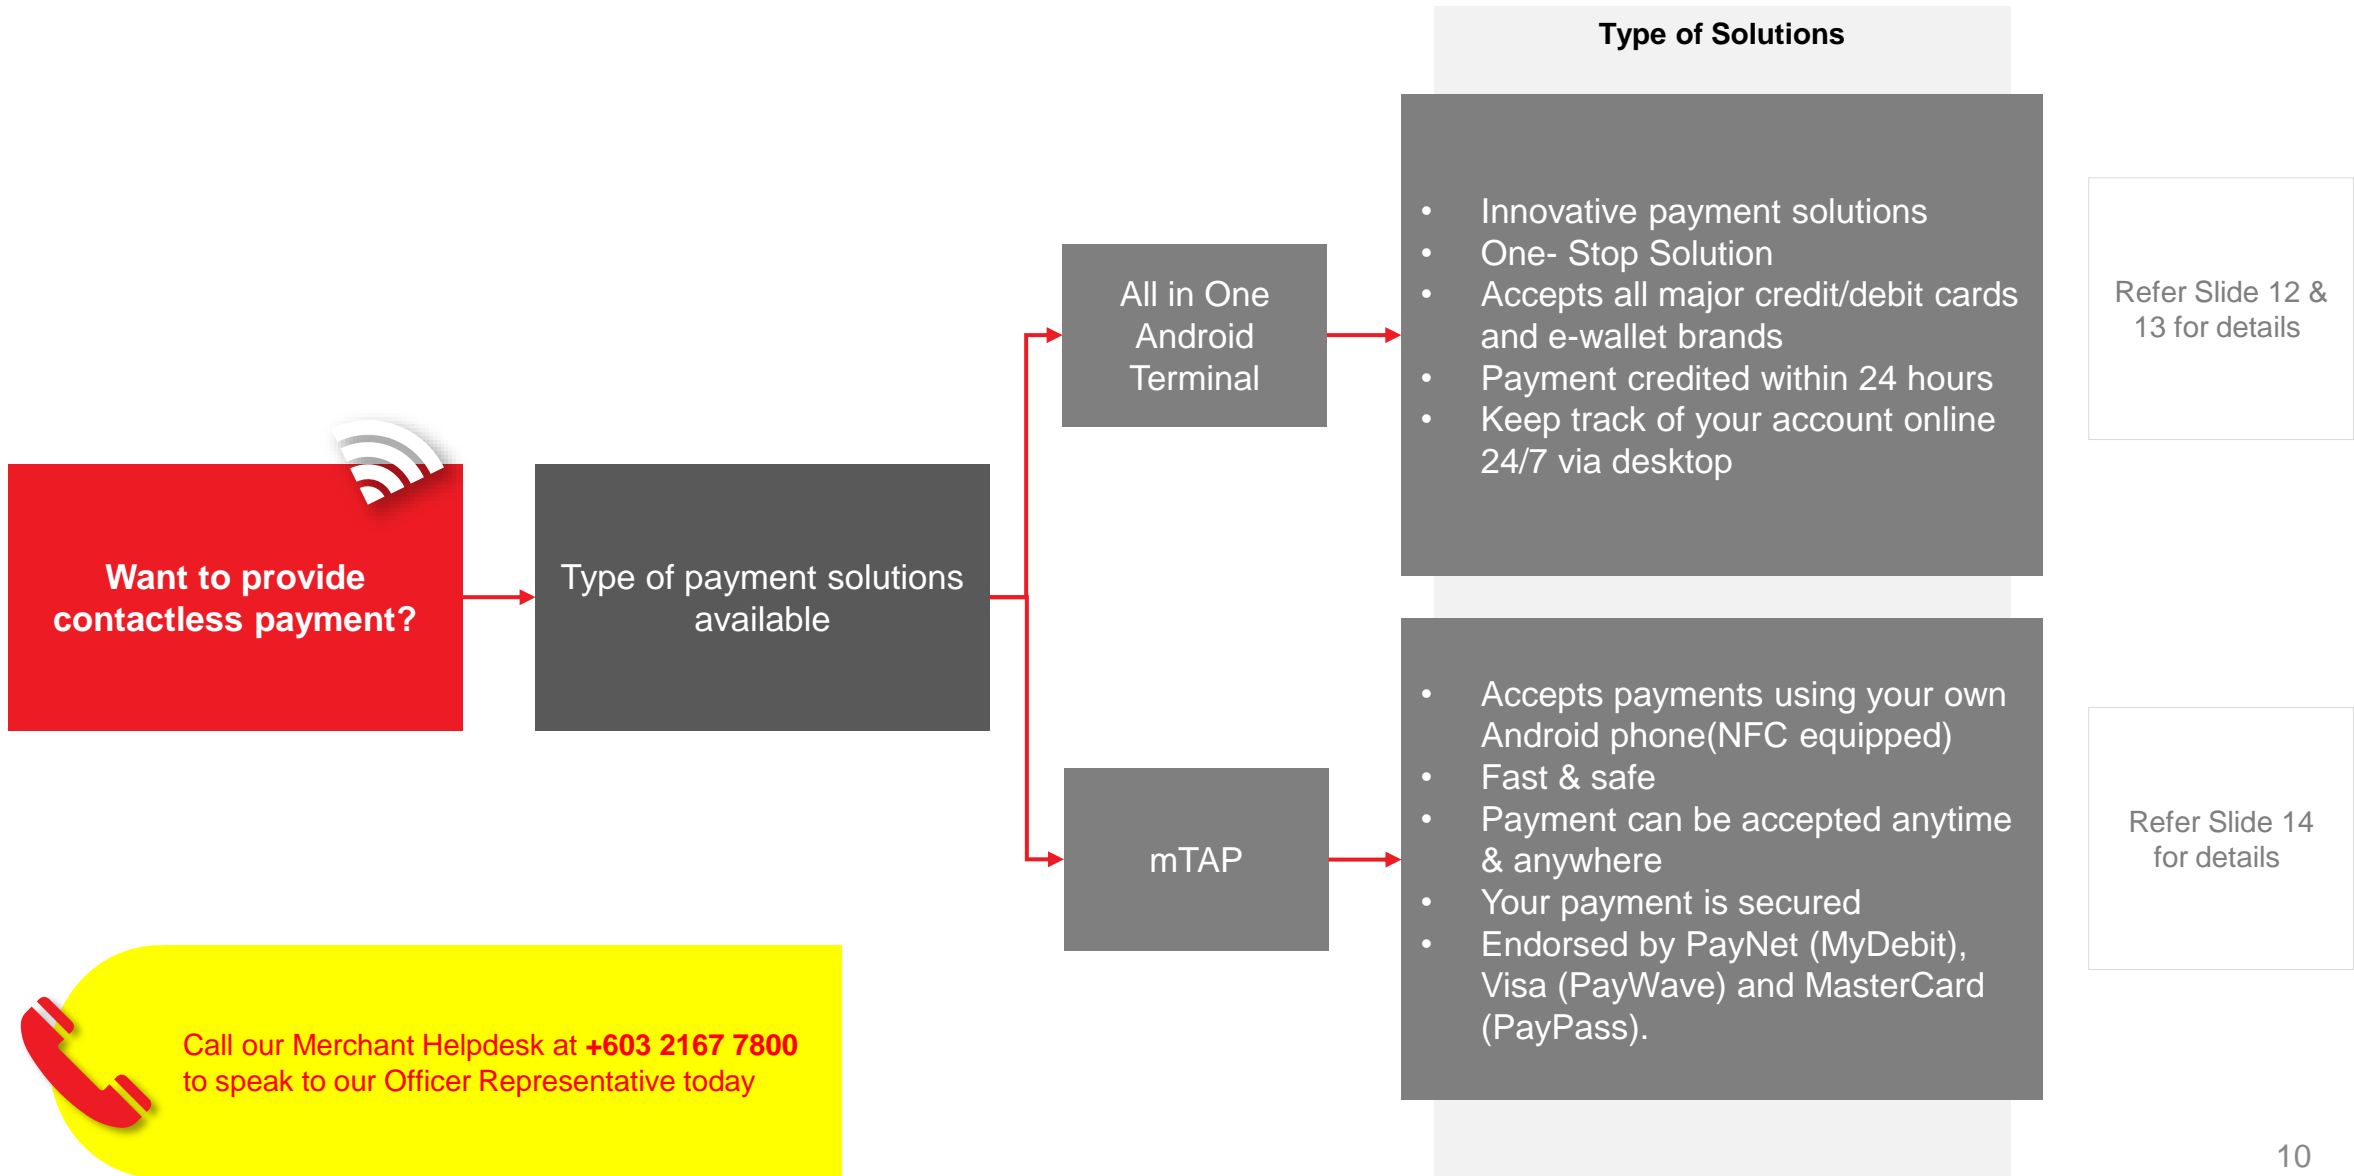 Type of Solutions
Want to provide
contactless payment?
Type of payment solutions
available
All in One
Android
Terminal
• Innovative payment solutions
• One- Stop Solution
• Accepts all major credit/debit cards
and e-wallet brands
• Payment credited within 24 hours
• Keep track of your account online
24/7 via desktop
Refer Slide 12 &
13 for details
mTAP
• Accepts payments using your own
Android phone(NFC equipped)
• Fast & safe
• Payment can be accepted anytime
& anywhere
• Your payment is secured
• Endorsed by PayNet (MyDebit),
Visa (PayWave) and MasterCard
(PayPass).
Refer Slide 14
for details
Call our Merchant Helpdesk at +603 2167 7800
to speak to our Officer Representative today
10